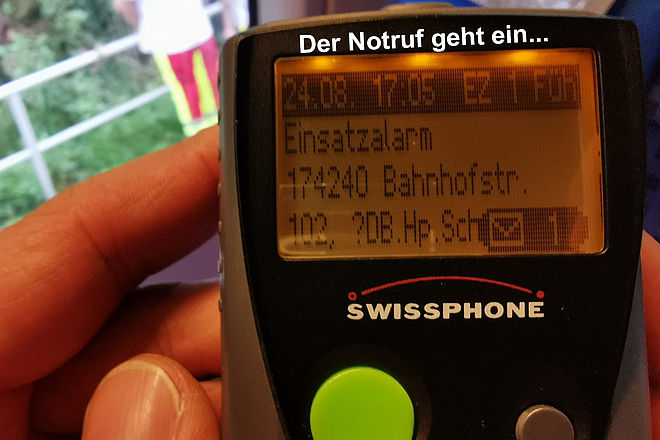 Der Notruf geht ein...
24.08. 17:05 EZ 1 Füh
Einsatzalarm
174240 Bahnhofstr.
102, ?DB.Hp.Sch 1
SWISSPHONE